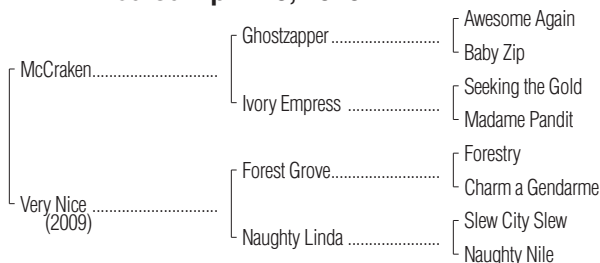 McCraken
Ghostzapper
Awesome Again
Baby Zip
Ivory Empress
Seeking the Gold
Madame Pandit
Very Nice
(2009)
Forest Grove
Forestry
Charm a Gendarme
Naughty Linda
Slew City Slew
Naughty Nile